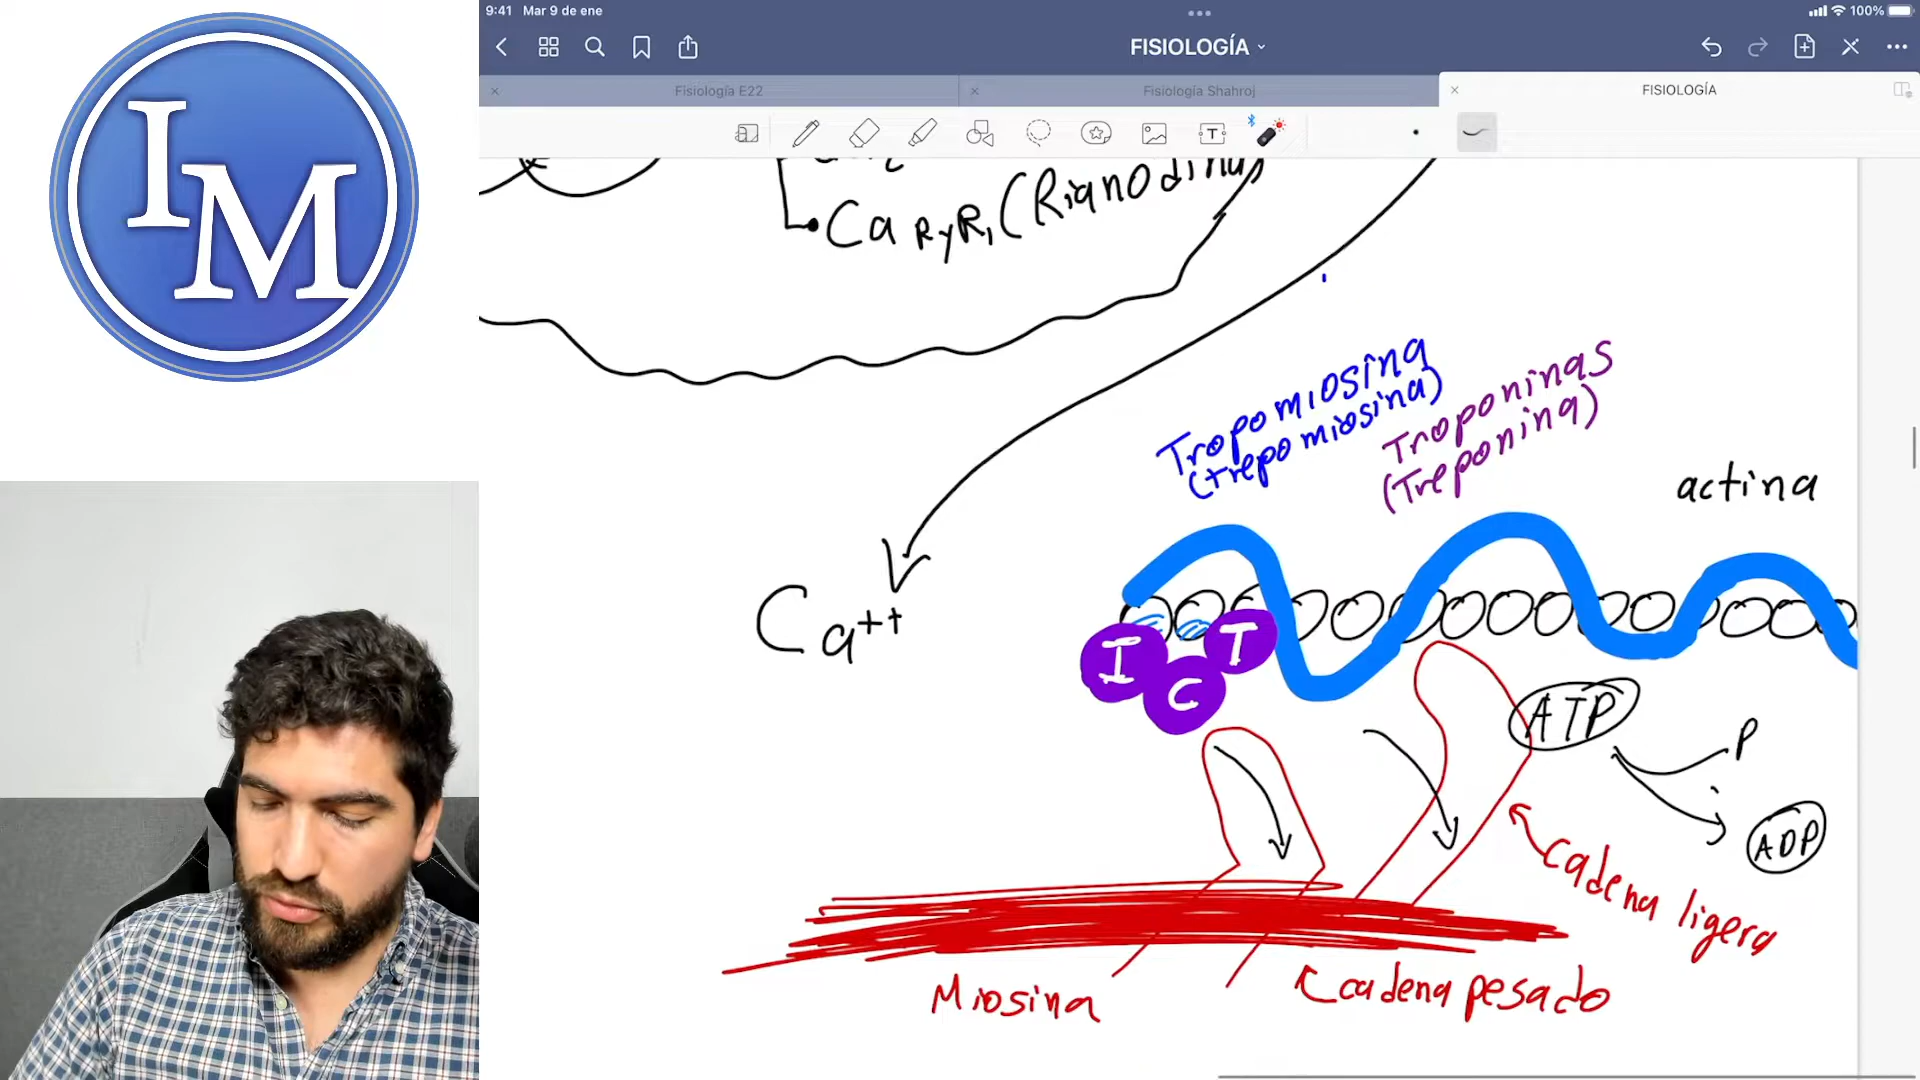 IM
9:41 Mar 9 de ene
100%
FISIOLOGÍA
Fisiología E22
Fisiología Shahroj
FISIOLOGÍA
T
Ca RyR1 (Rianodina)
Tropomiosina
(trepomiosina)
Troponinas
(Treponina)
actina
Ca++
I
C
T
ATP
P
ADP
cadena ligera
Miosina
cadena pesado